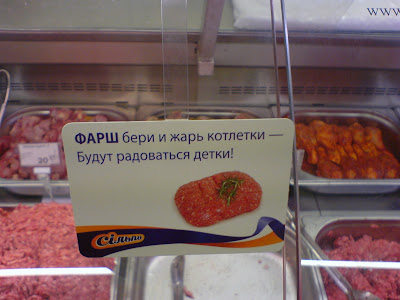 www.
ФАРШ бери и жарь котлетки —
Будут радоваться детки!
20
Сільпо